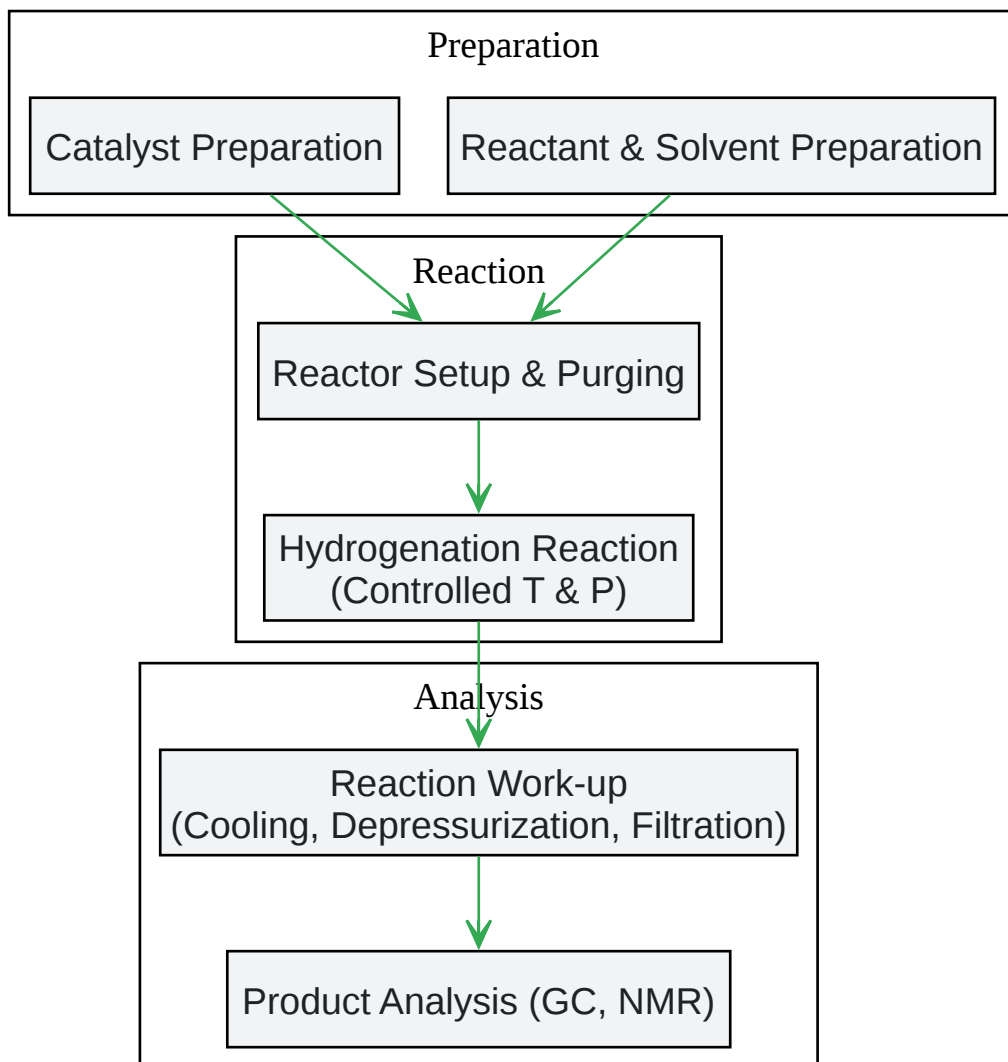 Preparation
Catalyst Preparation
Reactant & Solvent Preparation
Reaction
Reactor Setup & Purging
Hydrogenation Reaction
(Controlled T & P)
Analysis
Reaction Work-up
(Cooling, Depressurization, Filtration)
Product Analysis (GC, NMR)